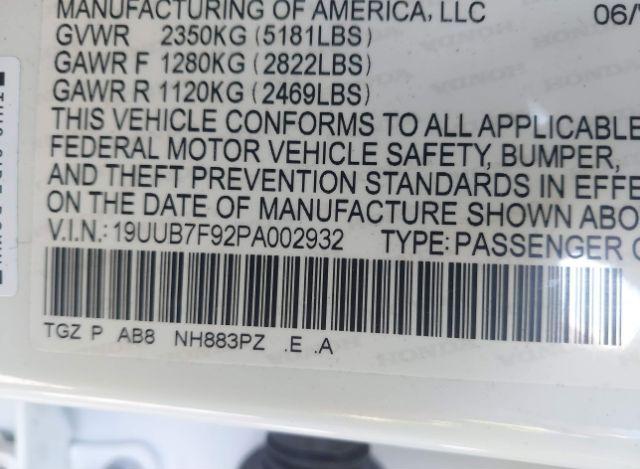 MANUFACTURING OF AMERICA, LLC 06/
GVWR 2350KG (5181LBS)
GAWR F 1280KG (2822LBS)
GAWR R 1120KG (2469LBS)
THIS VEHICLE CONFORMS TO ALL APPLICABLE
FEDERAL MOTOR VEHICLE SAFETY, BUMPER,
AND THEFT PREVENTION STANDARDS IN EFFE
ON THE DATE OF MANUFACTURE SHOWN ABO
V.I.N.: 19UUB7F92PA002932 TYPE: PASSENGER C
TGZ P AB8 NH883PZ .E .A